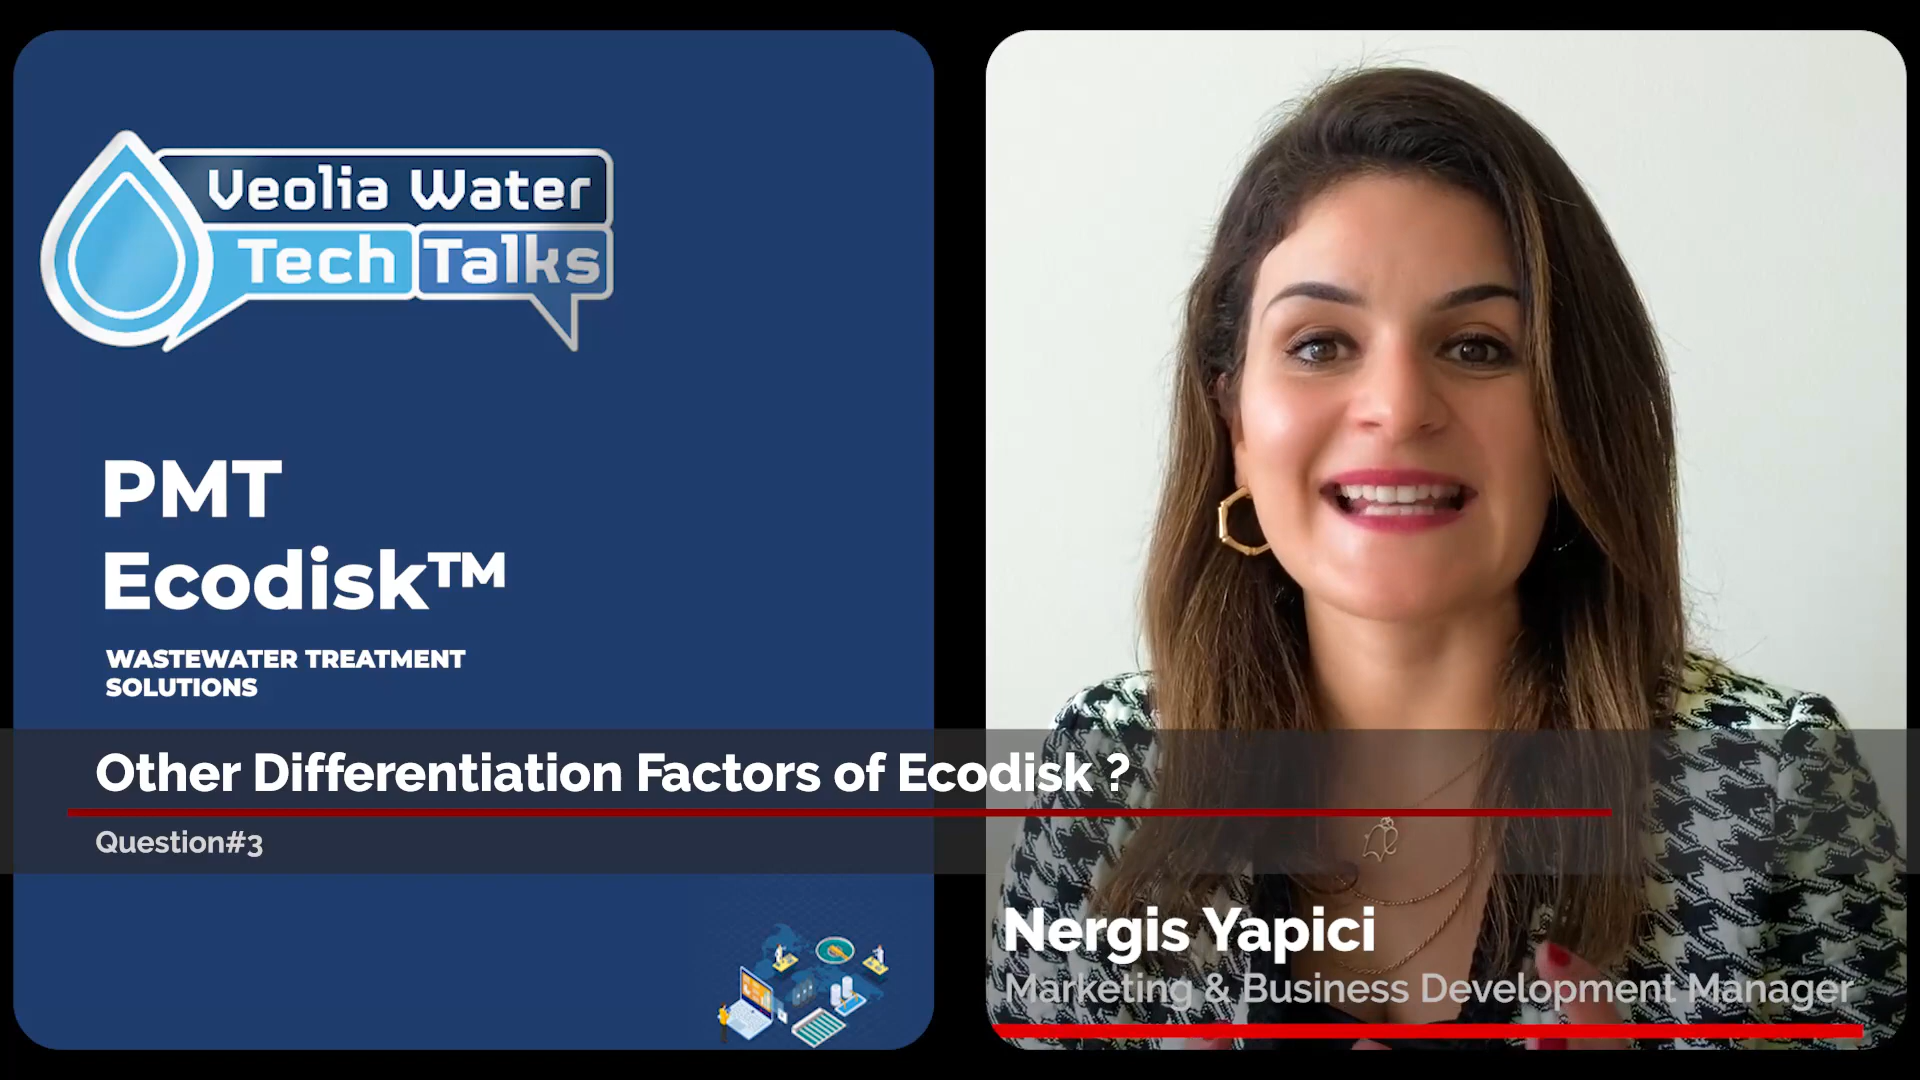 Veolia Water
Tech Talks
PMT
Ecodisk™
WASTEWATER TREATMENT
SOLUTIONS
Other Differentiation Factors of Ecodisk ?
Question#3
Nergis Yapici
Marketing & Business Development Manager